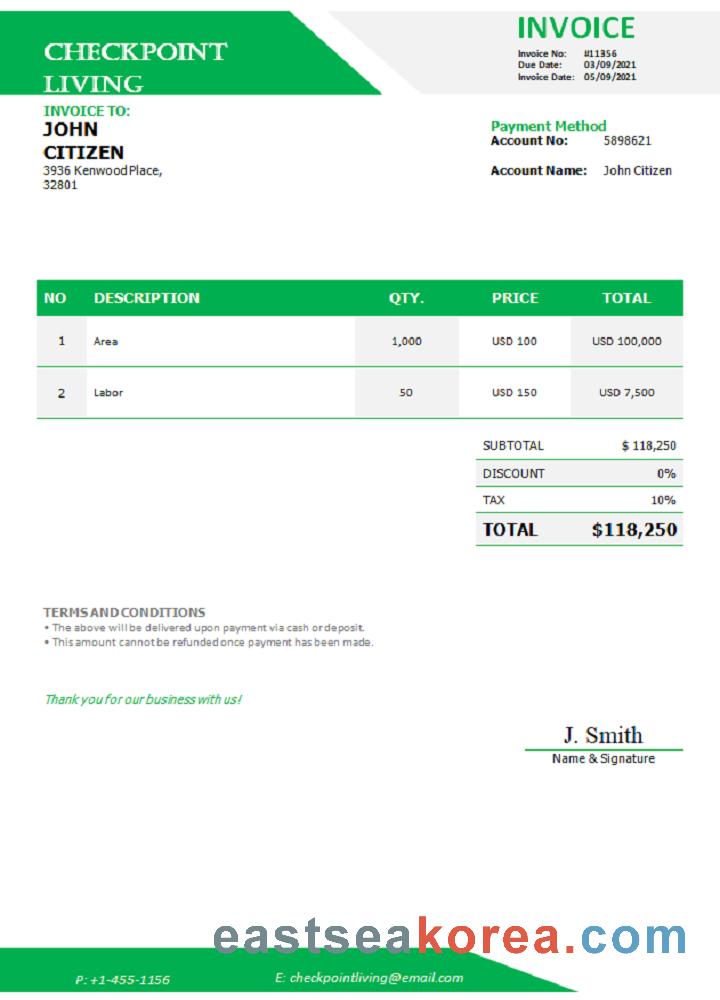 CHECKPOINT
LIVING
INVOICE
Invoice No: #11356
Due Date: 03/09/2021
Invoice Date: 05/09/2021
INVOICE TO:
JOHN
CITIZEN
3936 Kenwood Place,
32801
Payment Method
Account No: 5898621
Account Name: John Citizen
NO DESCRIPTION QTY. PRICE TOTAL
1 Area 1,000 USD 100 USD 100,000
2 Labor 50 USD 150 USD 7,500
SUBTOTAL $ 118,250
DISCOUNT 0%
TAX 10%
TOTAL $118,250
TERMS AND CONDITIONS
• The above will be delivered upon payment via cash or deposit.
• This amount cannot be refunded once payment has been made.
Thank you for our business with us!
J. Smith
Name & Signature
eastseakorea.com
P: +1-455-1156 E: checkpointliving@email.com